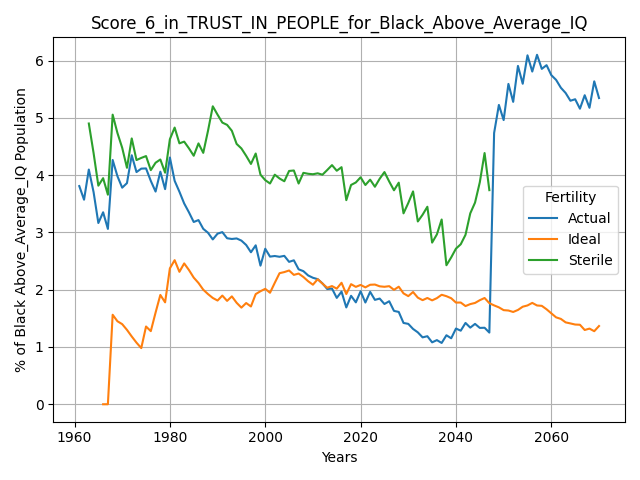 Score_6_in_TRUST_IN_PEOPLE_for_Black_Above_Average_IQ
% of Black Above_Average_IQ Population
6
5
4
3
2
1
0
Fertility
Actual
Ideal
Sterile
1960 1980 2000 2020 2040 2060
Years